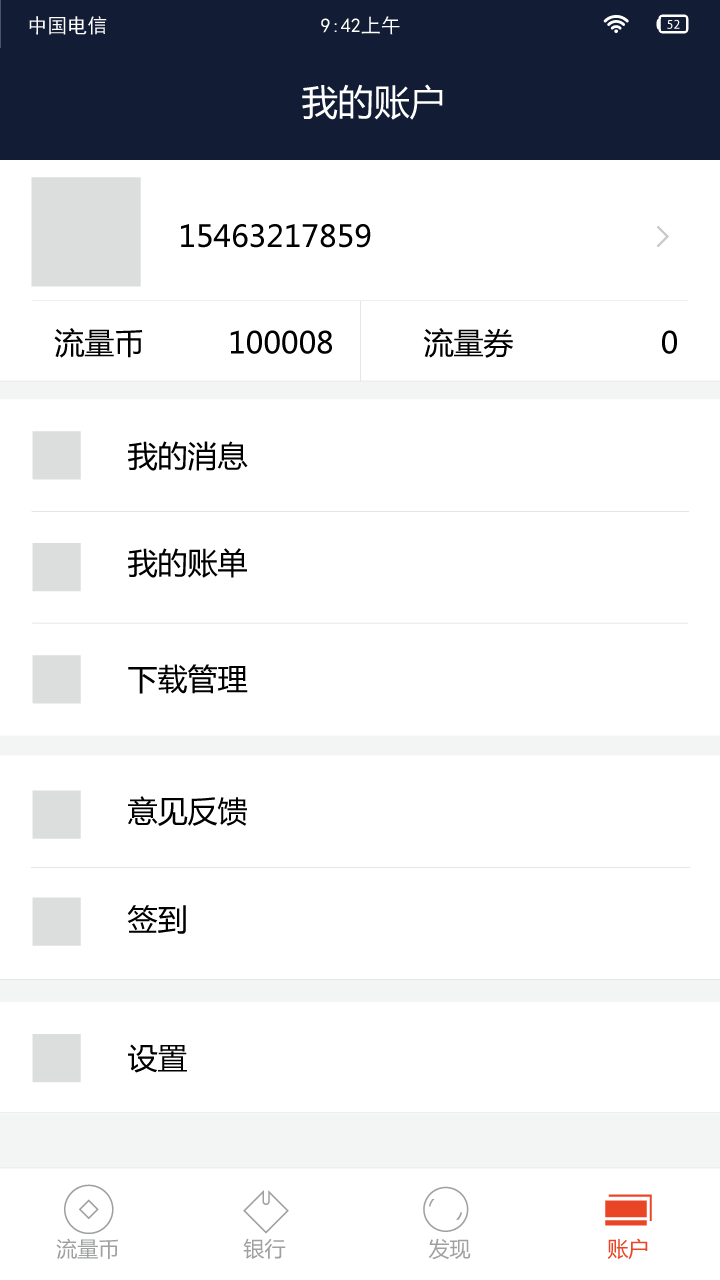 中国电信 9:42上午 52
我的账户
15463217859
流量币 100008 流量券 0
我的消息
我的账单
下载管理
意见反馈
签到
设置
流量币 银行 发现 账户